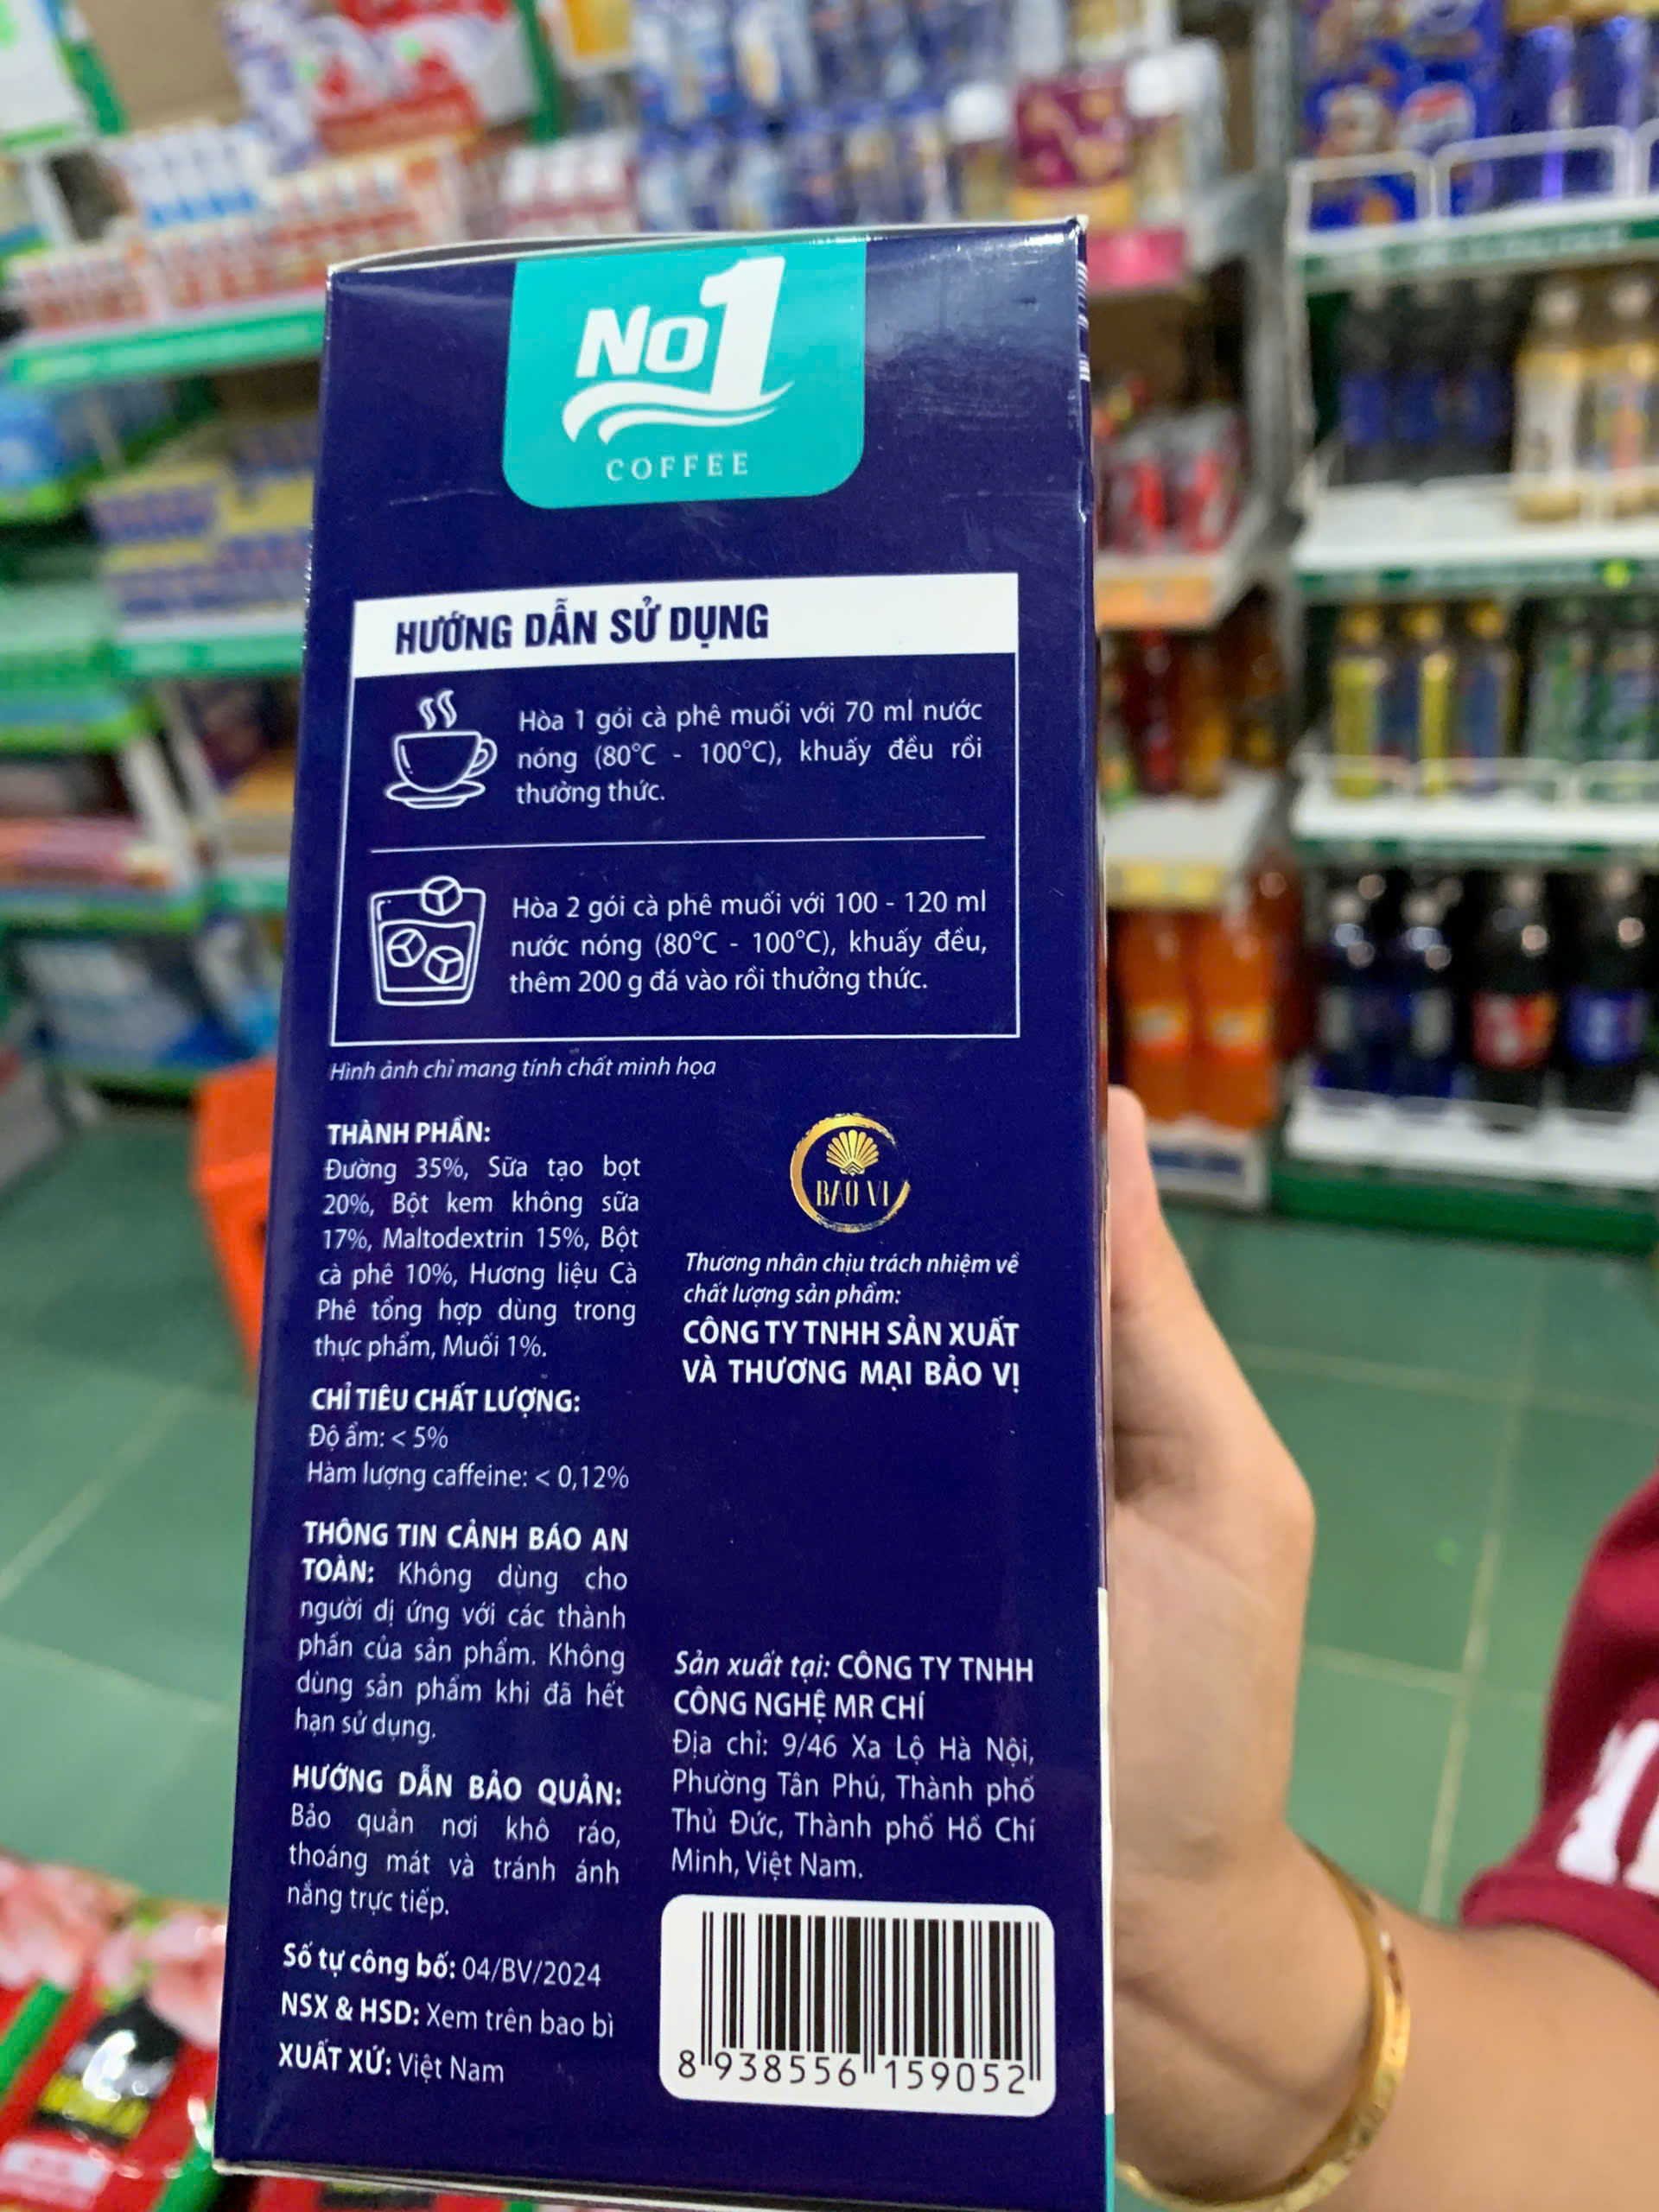 No1
COFFEE
HƯỚNG DẪN SỬ DỤNG
Hòa 1 gói cà phê muối với 70 ml nước
nóng (80°C - 100°C), khuấy đều rồi
thưởng thức.
Hòa 2 gói cà phê muối với 100 - 120 ml
nước nóng (80°C - 100°C), khuấy đều,
thêm 200 g đá vào rồi thưởng thức.
Hình ảnh chỉ mang tính chất minh họa
THÀNH PHẦN:
Đường 35%, Sữa tạo bọt
20%, Bột kem không sữa
17%, Maltodextrin 15%, Bột
cà phê 10%, Hương liệu Cà
Phê tổng hợp dùng trong
thực phẩm, Muối 1%.
CHỈ TIÊU CHẤT LƯỢNG:
Độ ẩm: < 5%
Hàm lượng caffeine: < 0,12%
THÔNG TIN CẢNH BÁO AN
TOÀN: Không dùng cho
người dị ứng với các thành
phần của sản phẩm. Không
dùng sản phẩm khi đã hết
hạn sử dụng.
HƯỚNG DẪN BẢO QUẢN:
Bảo quản nơi khô ráo,
thoáng mát và tránh ánh
nắng trực tiếp.
Số tự công bố: 04/BV/2024
NSX & HSD: Xem trên bao bì
XUẤT XỨ: Việt Nam
BAO VI
Thương nhân chịu trách nhiệm về
chất lượng sản phẩm:
CÔNG TY TNHH SẢN XUẤT
VÀ THƯƠNG MẠI BẢO VỊ
Sản xuất tại: CÔNG TY TNHH
CÔNG NGHỆ MR CHÍ
Địa chỉ: 9/46 Xa Lộ Hà Nội,
Phường Tân Phú, Thành phố
Thủ Đức, Thành phố Hồ Chí
Minh, Việt Nam.
8 938556 159052